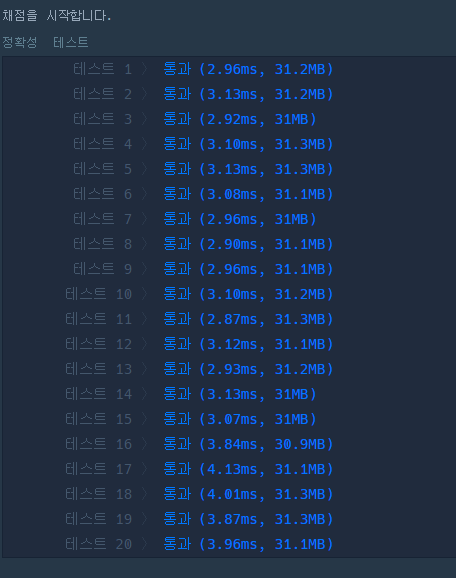 채점을 시작합니다.
정확성 테스트
테스트 1 〉 통과 (2.96ms, 31.2MB)
테스트 2 〉 통과 (3.13ms, 31.2MB)
테스트 3 〉 통과 (2.92ms, 31MB)
테스트 4 〉 통과 (3.10ms, 31.3MB)
테스트 5 〉 통과 (3.13ms, 31.3MB)
테스트 6 〉 통과 (3.08ms, 31.1MB)
테스트 7 〉 통과 (2.96ms, 31MB)
테스트 8 〉 통과 (2.90ms, 31.1MB)
테스트 9 〉 통과 (2.96ms, 31.1MB)
테스트 10 〉 통과 (3.10ms, 31.2MB)
테스트 11 〉 통과 (2.87ms, 31.3MB)
테스트 12 〉 통과 (3.12ms, 31.1MB)
테스트 13 〉 통과 (2.93ms, 31.2MB)
테스트 14 〉 통과 (3.13ms, 31MB)
테스트 15 〉 통과 (3.07ms, 31MB)
테스트 16 〉 통과 (3.84ms, 30.9MB)
테스트 17 〉 통과 (4.13ms, 31.1MB)
테스트 18 〉 통과 (4.01ms, 31.3MB)
테스트 19 〉 통과 (3.87ms, 31.3MB)
테스트 20 〉 통과 (3.96ms, 31.1MB)